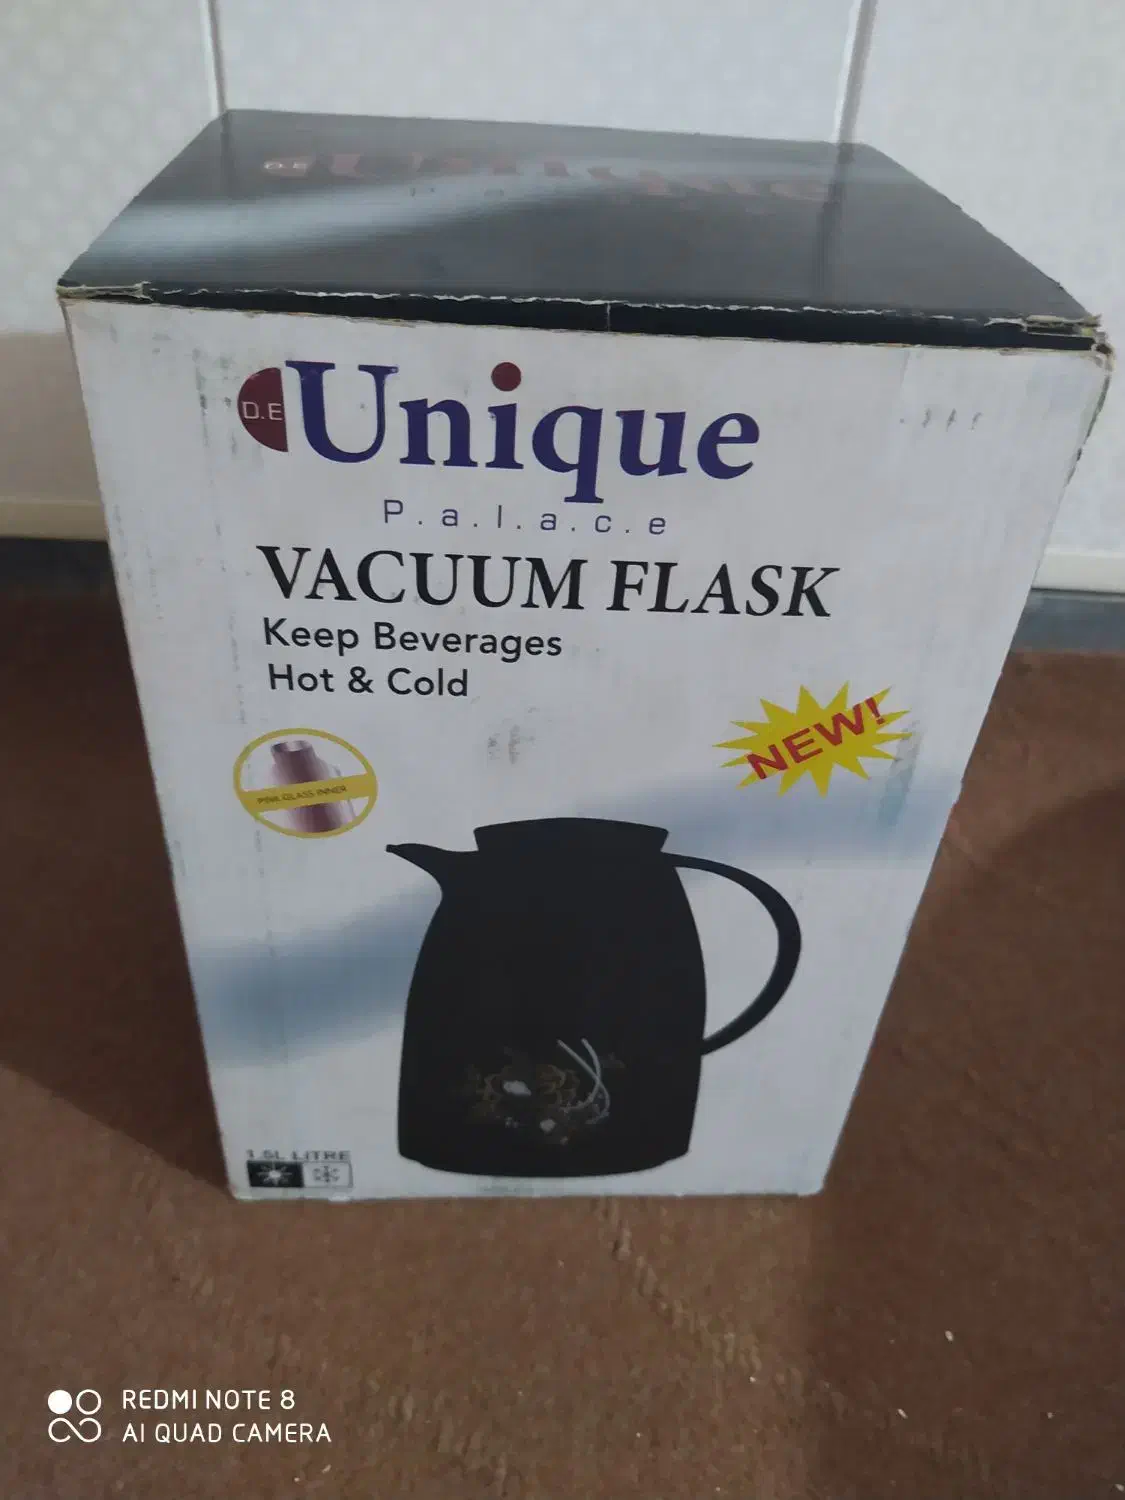 D.E Unique
D.E
Unique
P.a.l.a.c.e
VACUUM FLASK
Keep Beverages
Hot & Cold
NEW!
PINK GLASS INNER
1.5L LITRE
REDMI NOTE 8
AI QUAD CAMERA